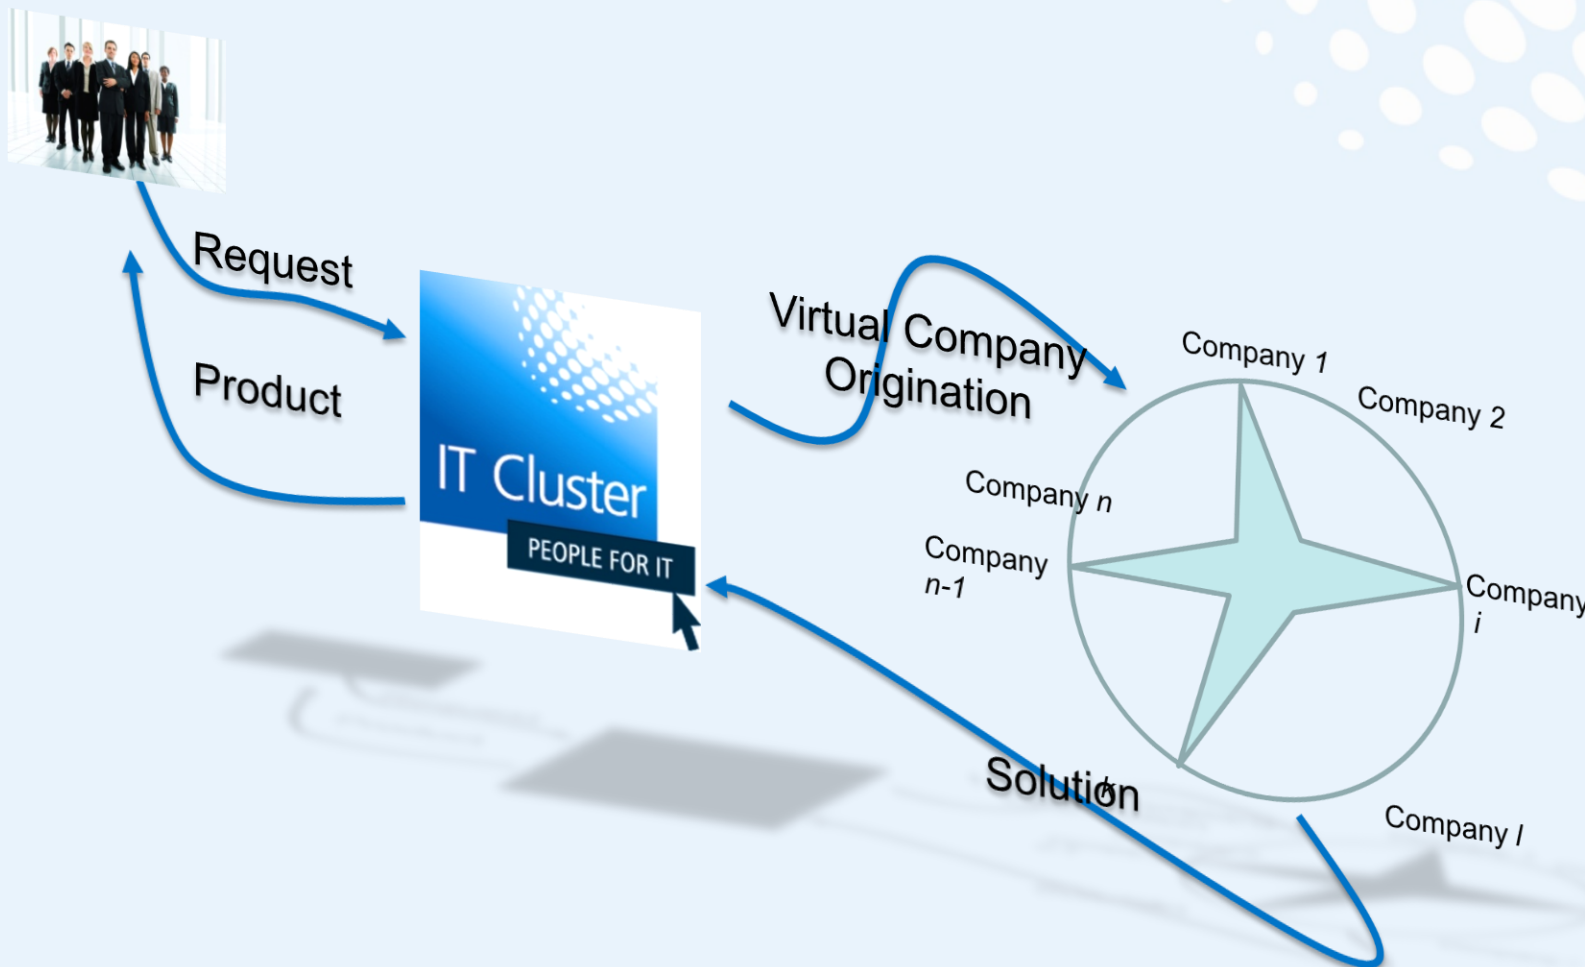 Request
Product
IT Cluster
PEOPLE FOR IT
Virtual Company
Origination
Company 1
Company 2
Company n
Company
n-1
Company
i
Solution
k
Company l